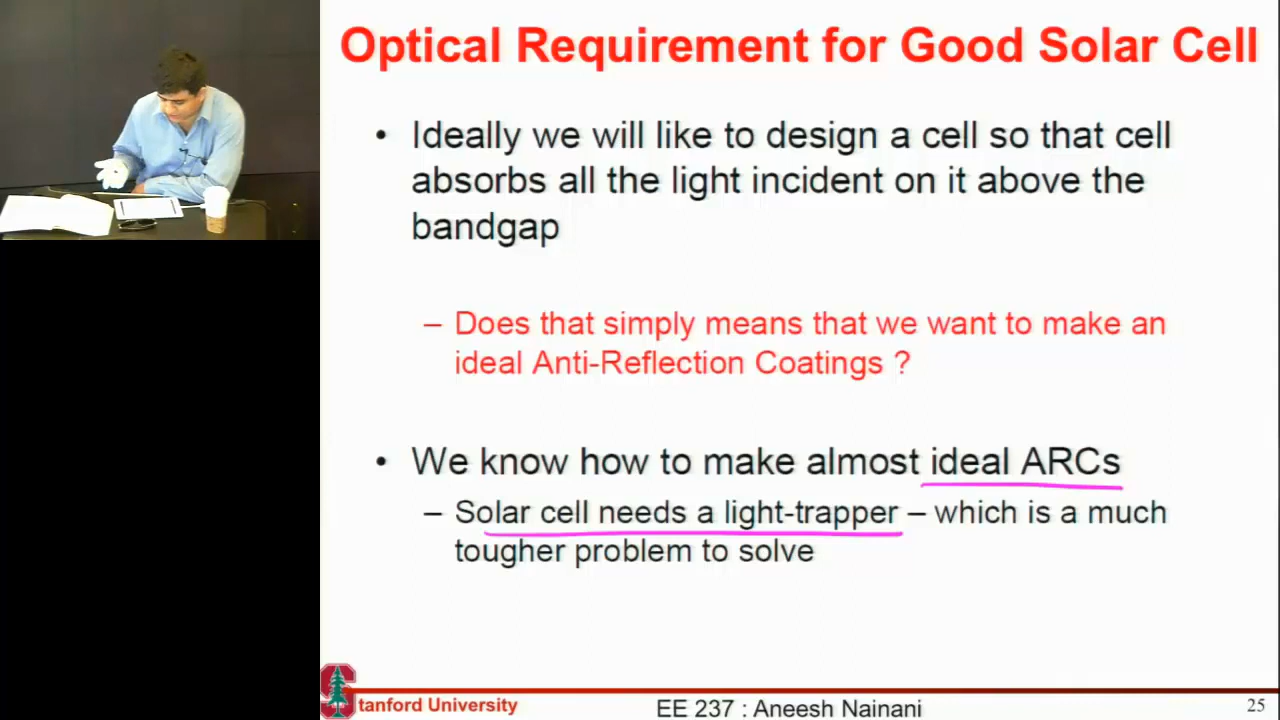 Optical Requirement for Good Solar Cell
• Ideally we will like to design a cell so that cell
absorbs all the light incident on it above the
bandgap
– Does that simply means that we want to make an
ideal Anti-Reflection Coatings ?
• We know how to make almost ideal ARCs
– Solar cell needs a light-trapper – which is a much
tougher problem to solve
Stanford University
EE 237 : Aneesh Nainani
25